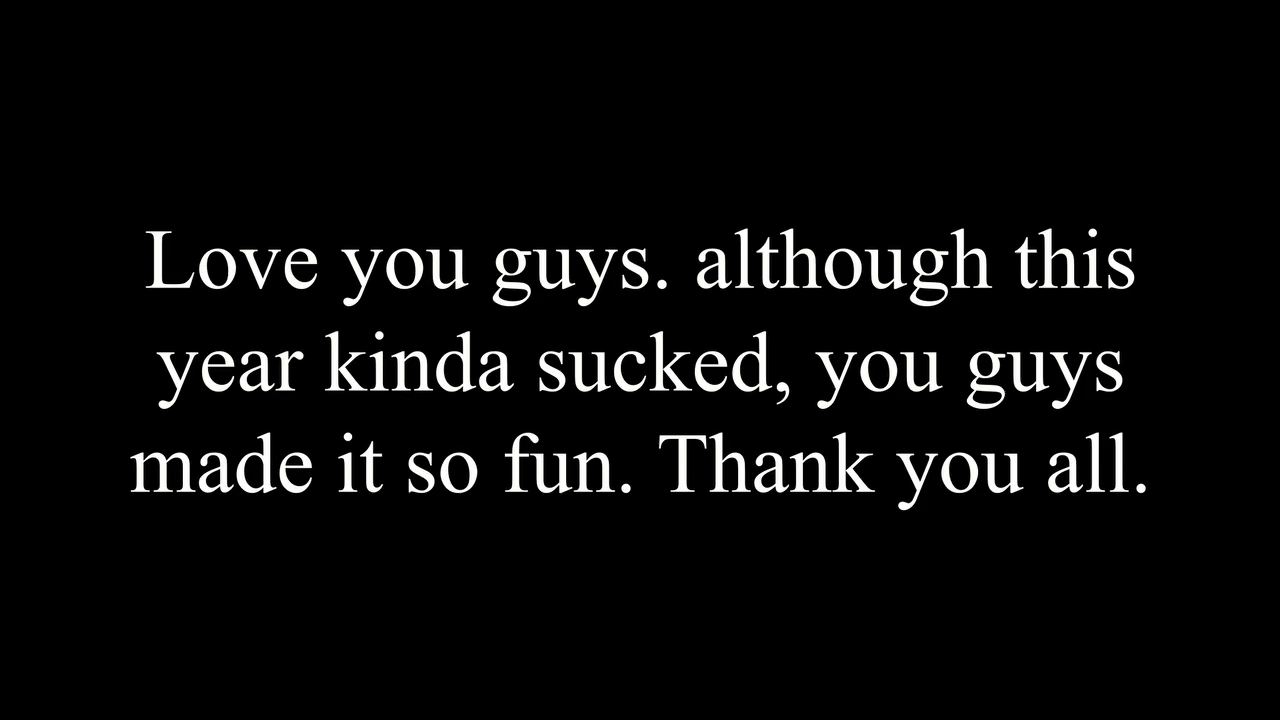 Love you guys. although this
year kinda sucked, you guys
made it so fun. Thank you all.